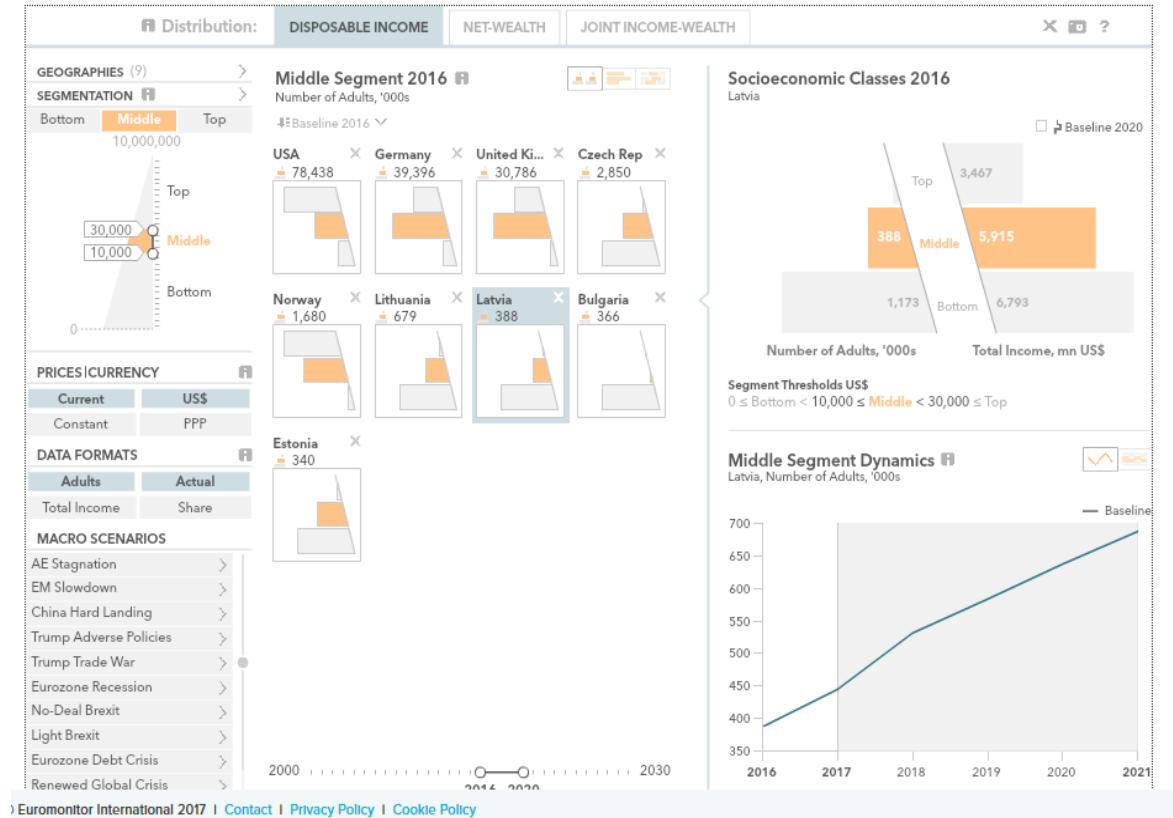 Distribution:
DISPOSABLE INCOME
NET-WEALTH
JOINT INCOME-WEALTH
?
GEOGRAPHIES (9)
SEGMENTATION
Bottom Middle Top
10,000,000
Top
30,000
Middle
10,000
Bottom
0
PRICES|CURRENCY
Current US$
Constant PPP
DATA FORMATS
Adults Actual
Total Income Share
MACRO SCENARIOS
AE Stagnation
EM Slowdown
China Hard Landing
Trump Adverse Policies
Trump Trade War
Eurozone Recession
No-Deal Brexit
Light Brexit
Eurozone Debt Crisis
Renewed Global Crisis
Middle Segment 2016
Number of Adults, '000s
Baseline 2016
USA
78,438
Germany
39,396
United Ki...
30,786
Czech Rep
2,850
Norway
1,680
Lithuania
679
Latvia
388
Bulgaria
366
Estonia
340
2000
2016 2020
2030
Socioeconomic Classes 2016
Latvia
Baseline 2020
Top 3,467
388 Middle 5,915
1,173 Bottom 6,793
Number of Adults, '000s Total Income, mn US$
Segment Thresholds US$
0 ≤ Bottom < 10,000 ≤ Middle < 30,000 ≤ Top
Middle Segment Dynamics
Latvia, Number of Adults, '000s
Baseline
700
650
600
550
500
450
400
350
2016 2017 2018 2019 2020 2021
© Euromonitor International 2017 | Contact | Privacy Policy | Cookie Policy